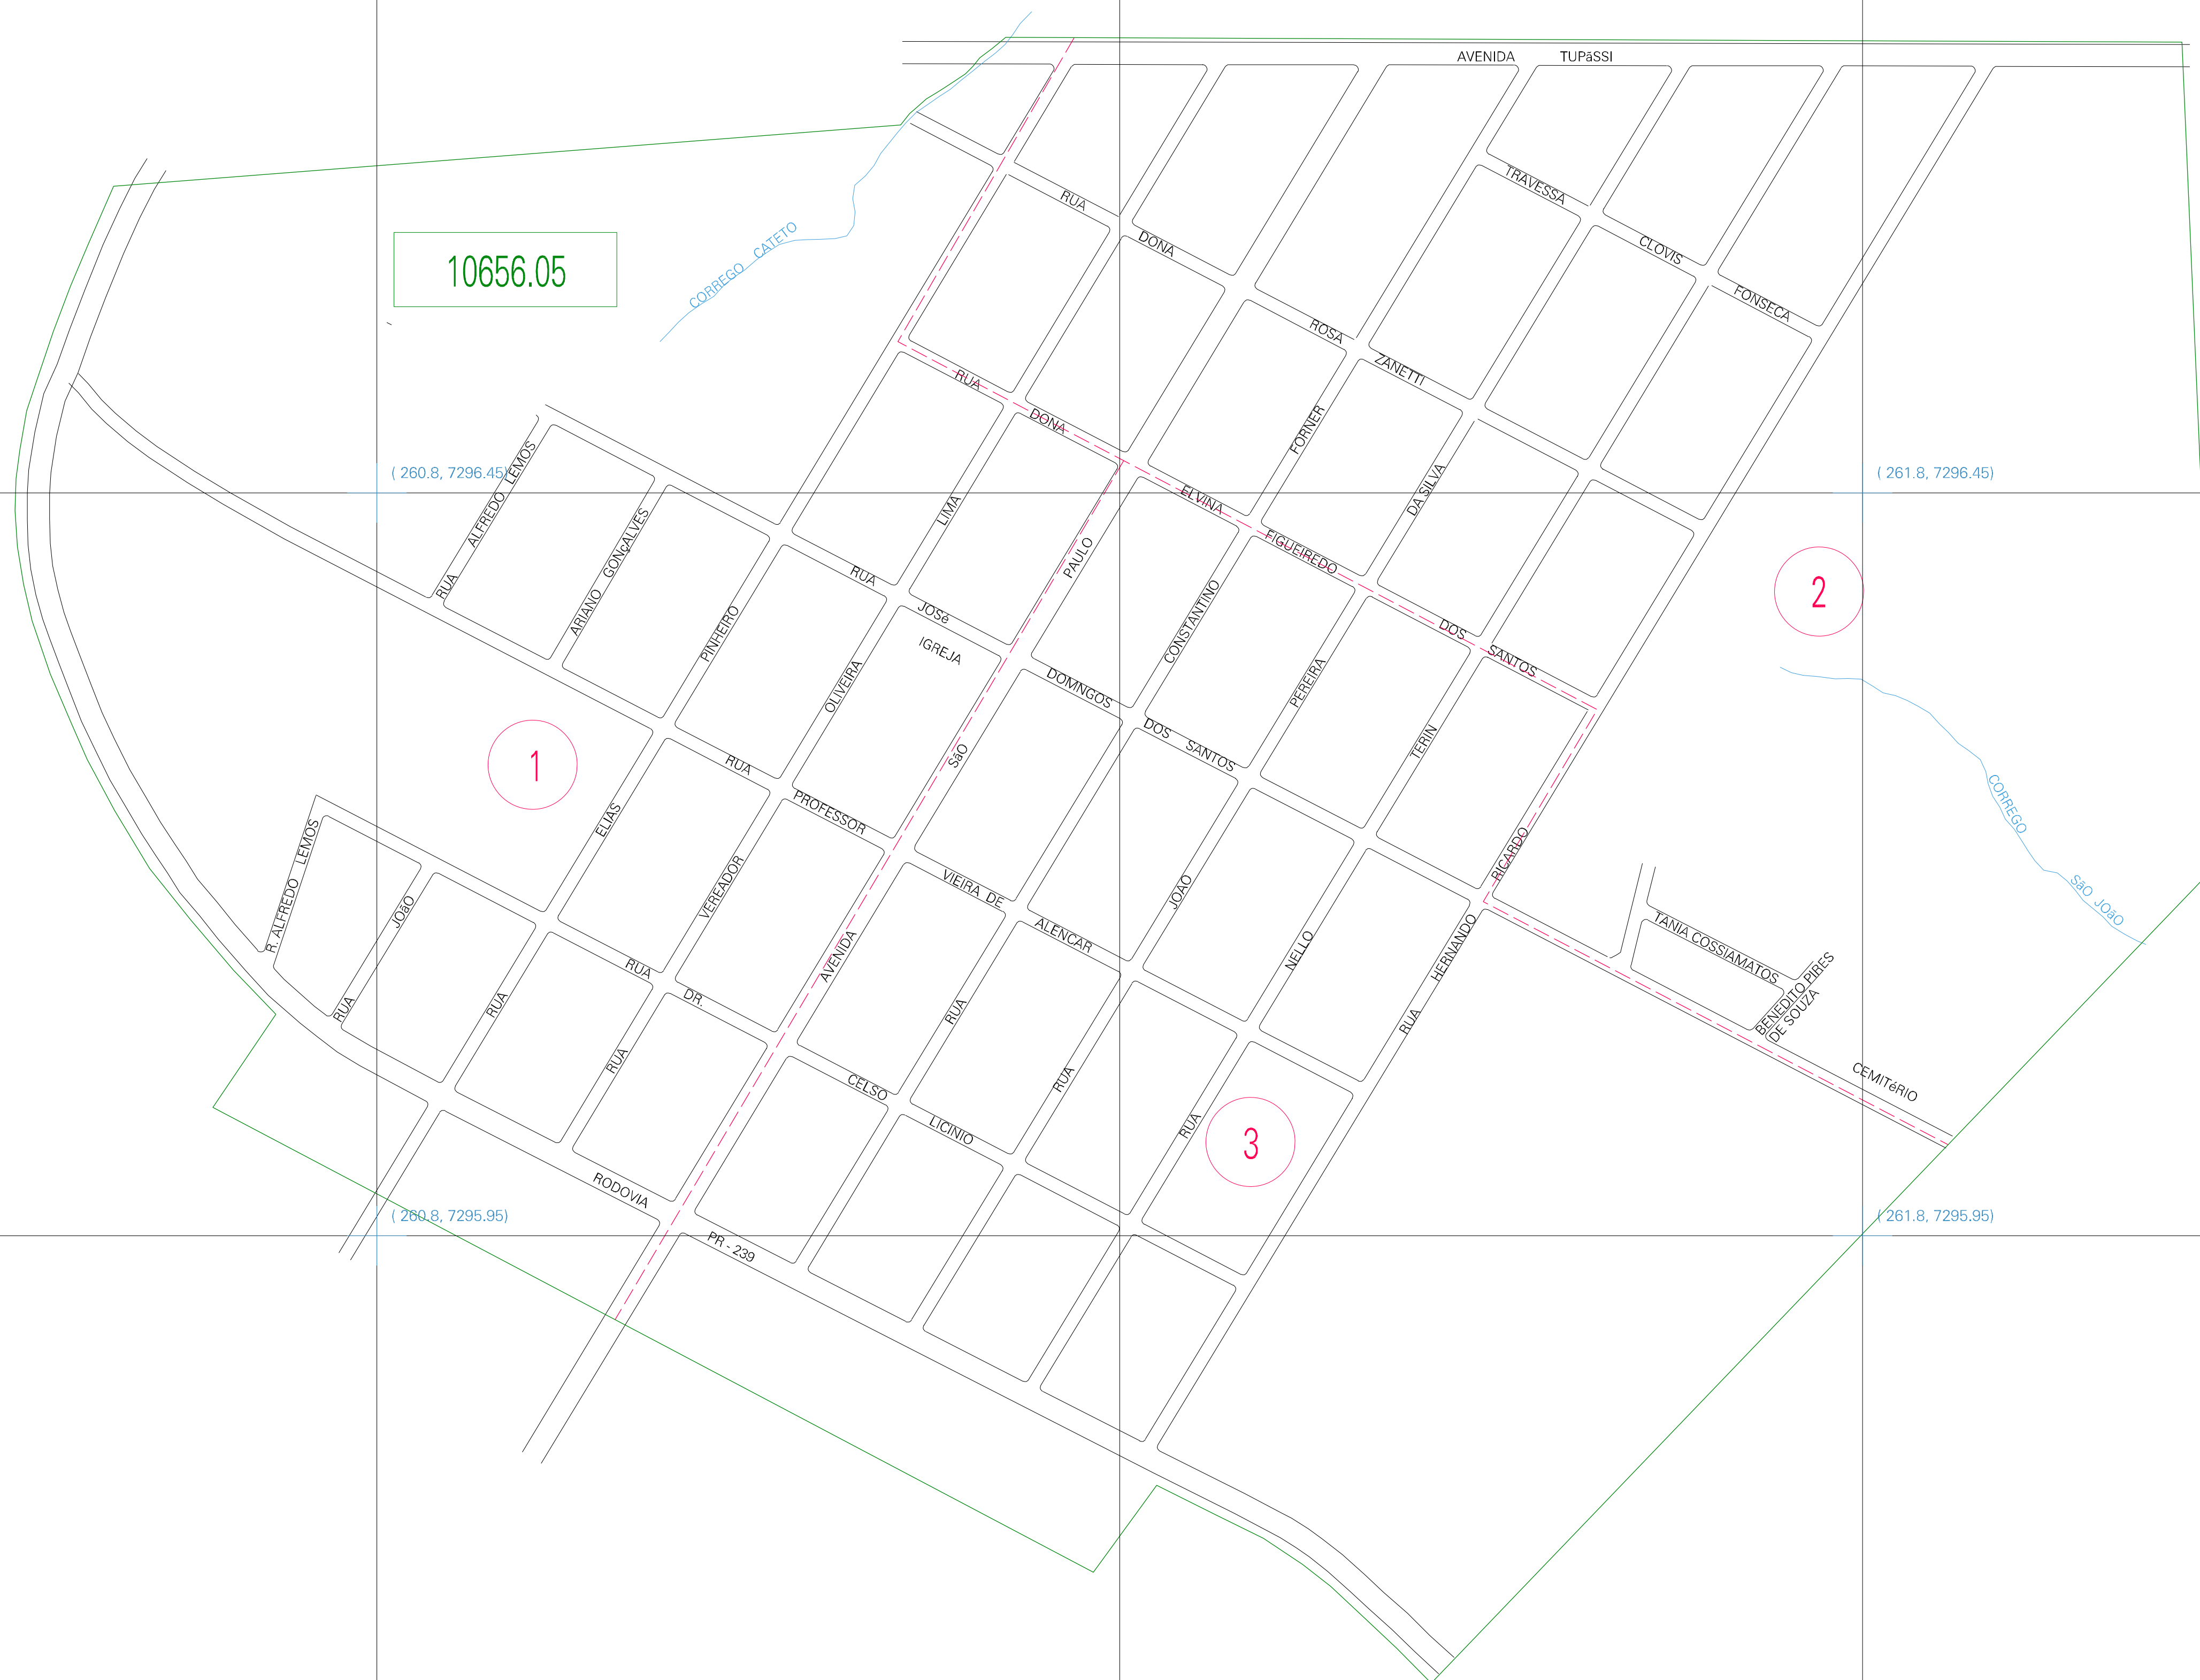 AVENIDA TUPãSSI
TRAVESSA CLOVIS FONSECA
RUA DONA ROSA ZANETTI
CORREGO CATETO
10656.05
RUA DONA ELVINA FIGUEIREDO DOS SANTOS
( 260.8, 7296.45)
( 261.8, 7296.45)
RUA ALFREDO LEMOS
ARIANO GONçALVES
RUA JOSé DOMNGOS DOS SANTOS
IGREJA
2
1
RUA PROFESSOR VIEIRA DE ALENCAR
R. ALFREDO LEMOS
RUA JOãO
RUA ELIAS PINHEIRO
RUA VEREADOR OLIVEIRA LIMA
AVENIDA SãO PAULO
RUA CONSTANTINO FORNER
RUA JOAO PEREIRA DA SILVA
RUA NELLO TERIN
RUA HERNANDO RICARDO
RUA DR. CELSO LICINIO
CORREGO SãO JOãO
TANIA COSSIAMATOS
BENEDITO PIRES
DE SOUZA
CEMITéRIO
3
RODOVIA PR - 239
( 260.8, 7295.95)
( 261.8, 7295.95)